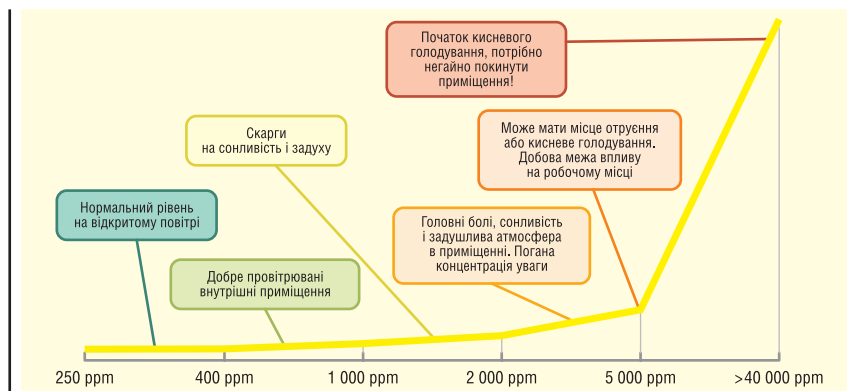 Початок кисневого
голодування, потрібно
негайно покинути
приміщення!
Скарги
на сонливість і задуху
Може мати місце отруєння
або кисневе голодування.
Добова межа впливу
на робочому місці
Нормальний рівень
на відкритому повітрі
Головні болі, сонливість
і задушлива атмосфера
в приміщенні. Погана
концентрація уваги
Добре провітрювані
внутрішні приміщення
250 ppm 400 ppm 1 000 ppm 2 000 ppm 5 000 ppm >40 000 ppm